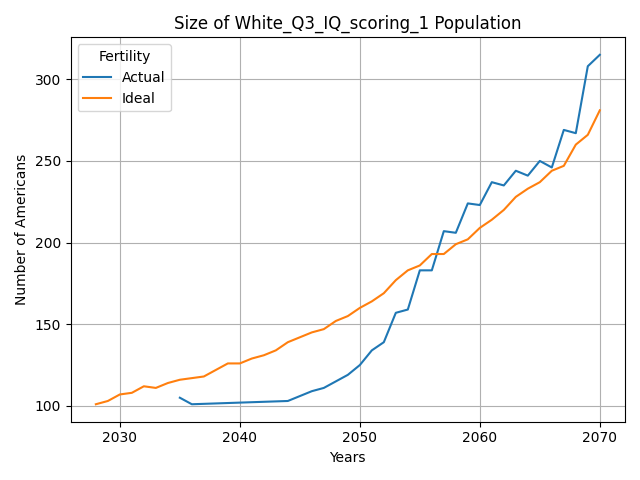 Size of White_Q3_IQ_scoring_1 Population
Fertility
Actual
Ideal
Number of Americans
300
250
200
150
100
2030
2040
2050
2060
2070
Years